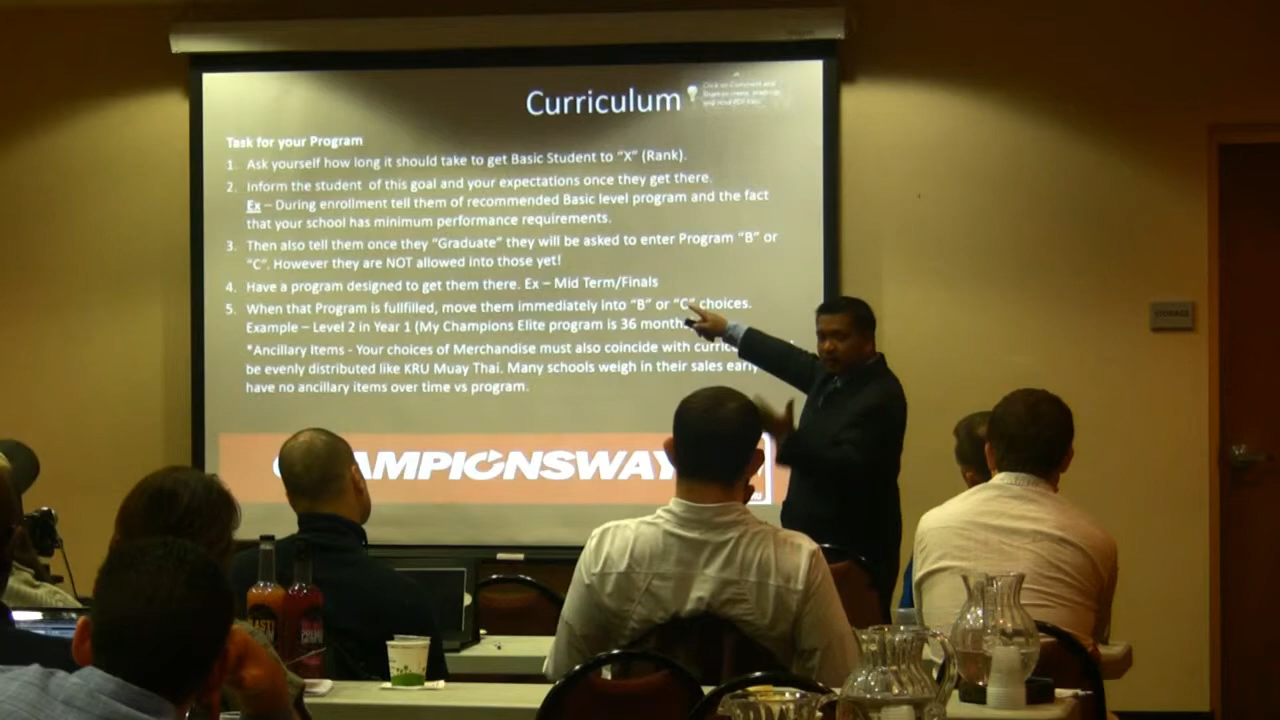 Curriculum
Click on Comment and
Task for your Program
1. Ask yourself how long it should take to get Basic Student to "X" (Rank).
2. Inform the student of this goal and your expectations once they get there.
Ex – During enrollment tell them of recommended Basic level program and the fact
that your school has minimum performance requirements.
3. Then also tell them once they "Graduate" they will be asked to enter Program "B" or
"C". However they are NOT allowed into those yet!
4. Have a program designed to get them there. Ex – Mid Term/Finals
5. When that Program is fullfilled, move them immediately into "B" or "C" choices.
Example – Level 2 in Year 1 (My Champions Elite program is 36 month
*Ancillary Items - Your choices of Merchandise must also coincide with
be evenly distributed like KRU Muay Thai. Many schools weigh in their sales early
have no ancillary items over time vs program.
CHAMPIONSWAY
STORAGE